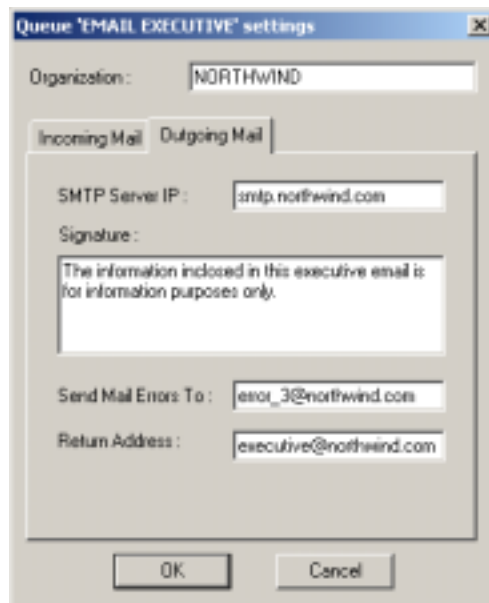 Queue 'EMAIL EXECUTIVE' settings
Organization : NORTHWIND
Incoming Mail Outgoing Mail
SMTP Server IP : smtp.northwind.com
Signature :
The information inclosed in this executive email is
for information purposes only.
Send Mail Errors To : error_3@northwind.com
Return Address : executive@northwind.com
OK Cancel